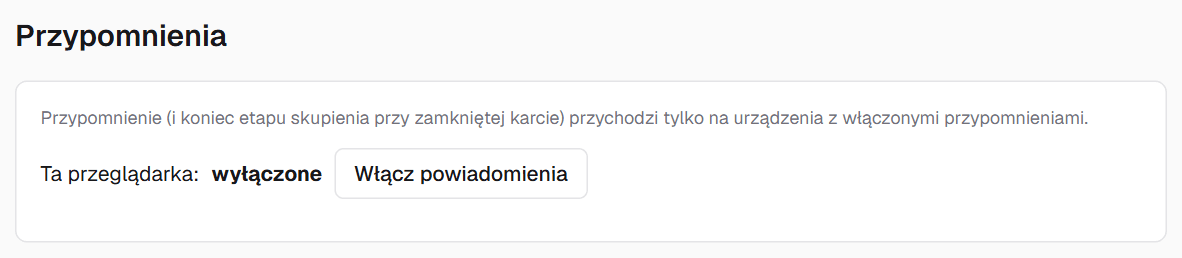 Przypomnienia
Przypomnienie (i koniec etapu skupienia przy zamkniętej karcie) przychodzi tylko na urządzenia z włączonymi przypomnieniami.
Ta przeglądarka: wyłączone Włącz powiadomienia